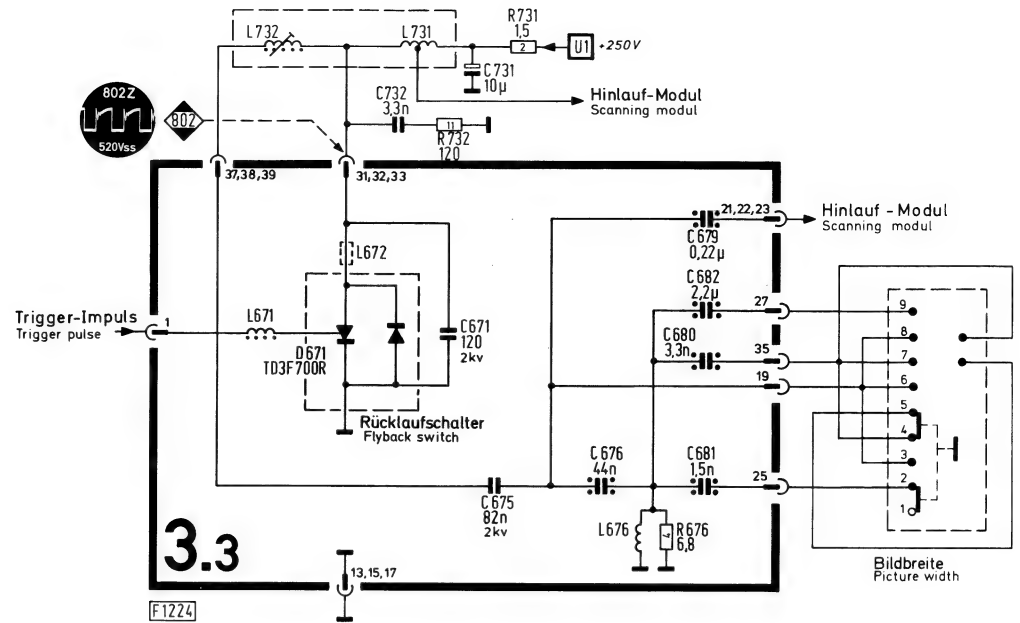 L732
L731
R731
1,5
2
U1
+250V
C731
10µ
802Z
520Vss
802
C732
3,3n
11
R732
120
Hinlauf-Modul
Scanning modul
37,38,39
31,32,33
L672
C679
0,22µ
21,22,23
Hinlauf - Modul
Scanning modul
C682
2,2µ
27
Trigger-Impuls
Trigger pulse
1
L671
D671
TD3F700R
C671
120
2kv
C680
3,3n
35
19
Rücklaufschalter
Flyback switch
9
8
7
6
5
4
3
2
1
C675
82n
2kv
C676
44n
C681
1,5n
25
L676
4
R676
6,8
Bildbreite
Picture width
3.3
13,15,17
F1224